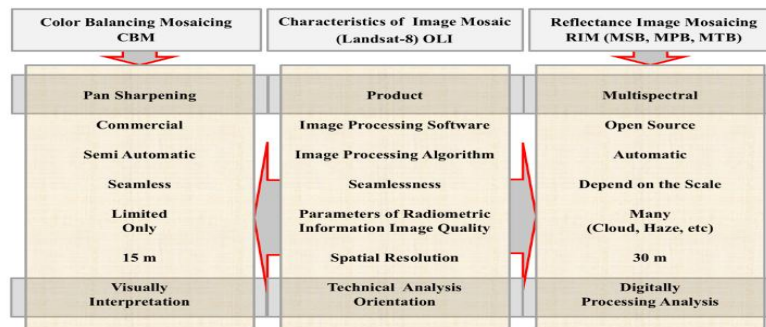 Color Balancing Mosaicing
CBM
Characteristics of Image Mosaic
(Landsat-8) OLI
Reflectance Image Mosaicing
RIM (MSB, MPB, MTB)
Pan Sharpening
Product
Multispectral
Commercial
Image Processing Software
Open Source
Semi Automatic
Image Processing Algorithm
Automatic
Seamless
Seamlessness
Depend on the Scale
Limited
Only
Parameters of Radiometric
Information Image Quality
Many
(Cloud, Haze, etc)
15 m
Spatial Resolution
30 m
Visually
Interpretation
Technical Analysis
Orientation
Digitally
Processing Analysis